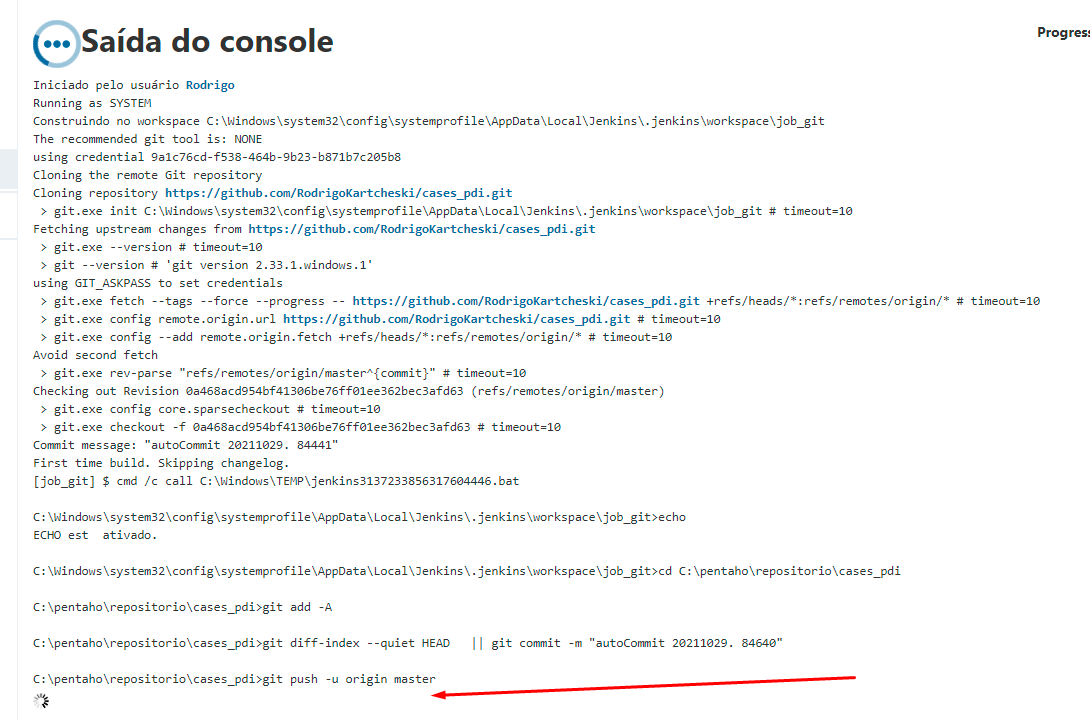 Saída do console
Progress
Iniciado pelo usuário Rodrigo
Running as SYSTEM
Construindo no workspace C:\Windows\system32\config\systemprofile\AppData\Local\Jenkins\.jenkins\workspace\job_git
The recommended git tool is: NONE
using credential 9a1c76cd-f538-464b-9b23-b871b7c205b8
Cloning the remote Git repository
Cloning repository https://github.com/RodrigoKartcheski/cases_pdi.git
> git.exe init C:\Windows\system32\config\systemprofile\AppData\Local\Jenkins\.jenkins\workspace\job_git # timeout=10
Fetching upstream changes from https://github.com/RodrigoKartcheski/cases_pdi.git
> git.exe --version # timeout=10
> git --version # 'git version 2.33.1.windows.1'
using GIT_ASKPASS to set credentials
> git.exe fetch --tags --force --progress -- https://github.com/RodrigoKartcheski/cases_pdi.git +refs/heads/*:refs/remotes/origin/* # timeout=10
> git.exe config remote.origin.url https://github.com/RodrigoKartcheski/cases_pdi.git # timeout=10
> git.exe config --add remote.origin.fetch +refs/heads/*:refs/remotes/origin/* # timeout=10
Avoid second fetch
> git.exe rev-parse "refs/remotes/origin/master^{commit}" # timeout=10
Checking out Revision 0a468acd954bf41306be76ff01ee362bec3afd63 (refs/remotes/origin/master)
> git.exe config core.sparsecheckout # timeout=10
> git.exe checkout -f 0a468acd954bf41306be76ff01ee362bec3afd63 # timeout=10
Commit message: "autoCommit 20211029. 84441"
First time build. Skipping changelog.
[job_git] $ cmd /c call C:\Windows\TEMP\jenkins3137233856317604446.bat
C:\Windows\system32\config\systemprofile\AppData\Local\Jenkins\.jenkins\workspace\job_git>echo
ECHO est  ativado.
C:\Windows\system32\config\systemprofile\AppData\Local\Jenkins\.jenkins\workspace\job_git>cd C:\pentaho\repositorio\cases_pdi
C:\pentaho\repositorio\cases_pdi>git add -A
C:\pentaho\repositorio\cases_pdi>git diff-index --quiet HEAD   || git commit -m "autoCommit 20211029. 84640"
C:\pentaho\repositorio\cases_pdi>git push -u origin master